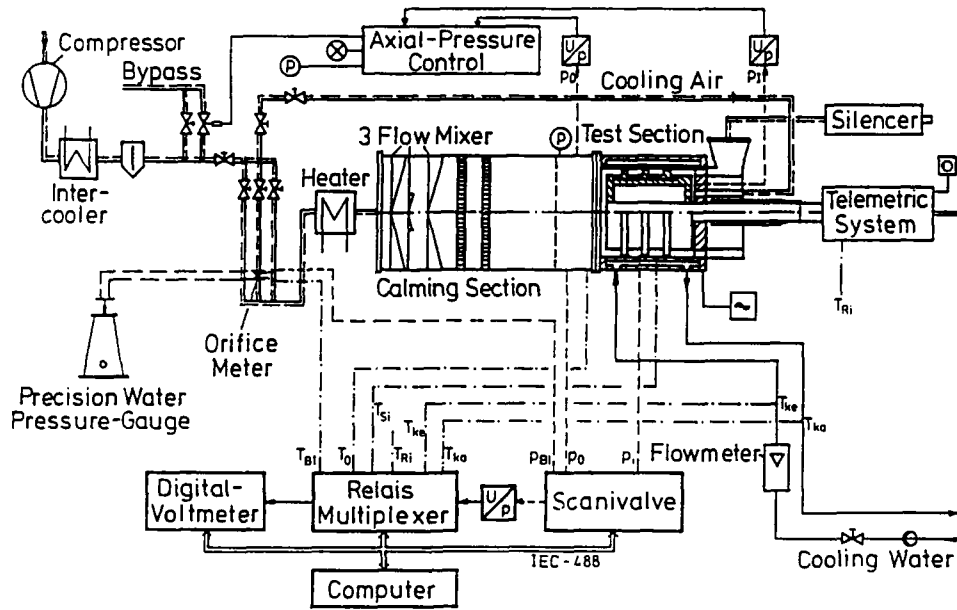 Compressor
Bypass
Axial-Pressure
Control
P
U/p
P0
U/p
P1
Cooling Air
Inter-
cooler
Heater
3 Flow Mixer
P
Test Section
Silencer
Telemetric
System
TRi
Calming Section
~
Orifice
Meter
Precision Water
Pressure-Gauge
TBl
T0
TSi
TRi
Tke
Tka
PBl
P0
Pi
Tke
Tka
Flowmeter
Digital-
Voltmeter
Relais
Multiplexer
U/p
Scanivalve
IEC-488
Computer
Cooling Water